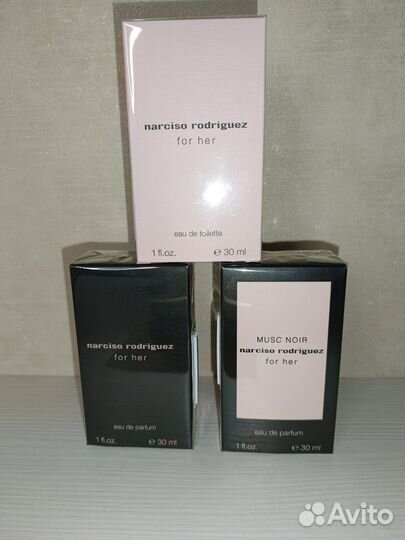 narciso rodriguez
for her
eau de toilette
1 fl.oz. ℮ 30 ml
narciso rodriguez
for her
eau de parfum
1 fl.oz. ℮ 30 ml
MUSC NOIR
narciso rodriguez
for her
eau de parfum
1 fl.oz. ℮ 30 ml
Avito